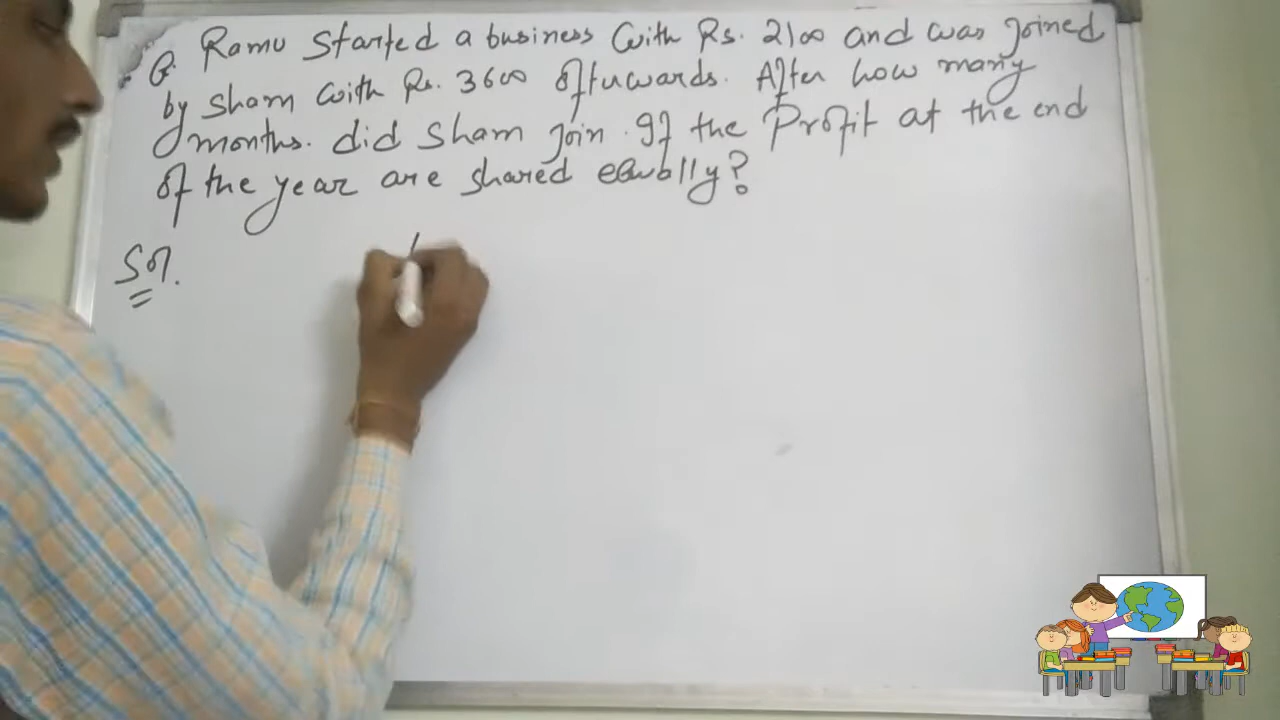 Q. Ramu Started a business with Rs. 2100 and was joined
by Sham with Rs. 3600 afterwards. After how many
months. did Sham join. If the Profit at the end
of the year are shared equally?
Sol.